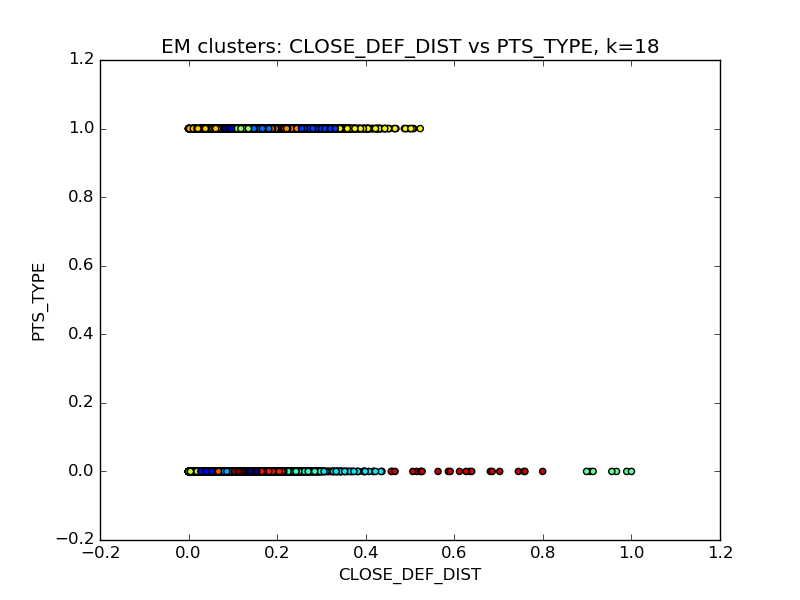 EM clusters: CLOSE_DEF_DIST vs PTS_TYPE, k=18
1.2
1.0
0.8
0.6
0.4
0.2
0.0
−0.2
PTS_TYPE
−0.2 0.0 0.2 0.4 0.6 0.8 1.0 1.2
CLOSE_DEF_DIST